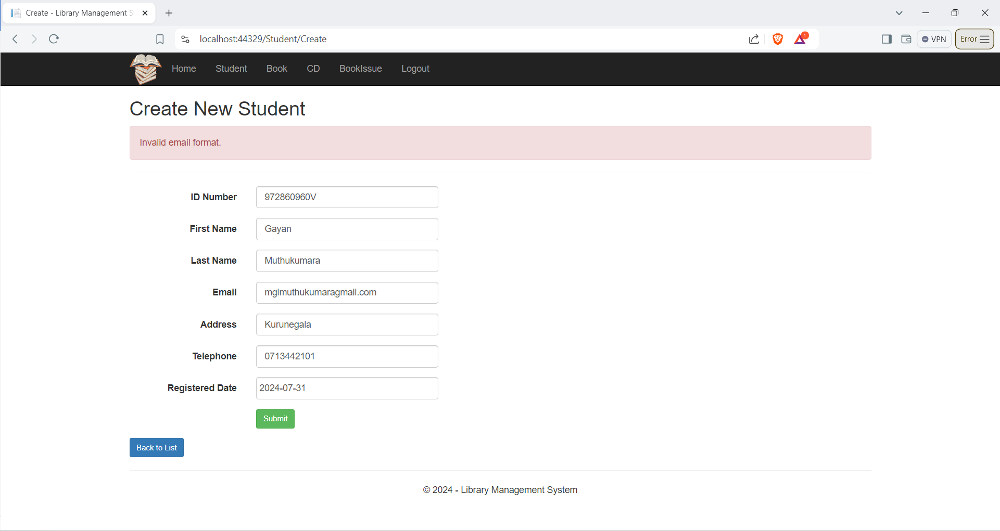 Create - Library Management S
localhost:44329/Student/Create
1
VPN
Error
Home Student Book CD BookIssue Logout
Create New Student
Invalid email format.
ID Number 972860960V
First Name Gayan
Last Name Muthukumara
Email mglmuthukumaragmail.com
Address Kurunegala
Telephone 0713442101
Registered Date 2024-07-31
Submit
Back to List
© 2024 - Library Management System